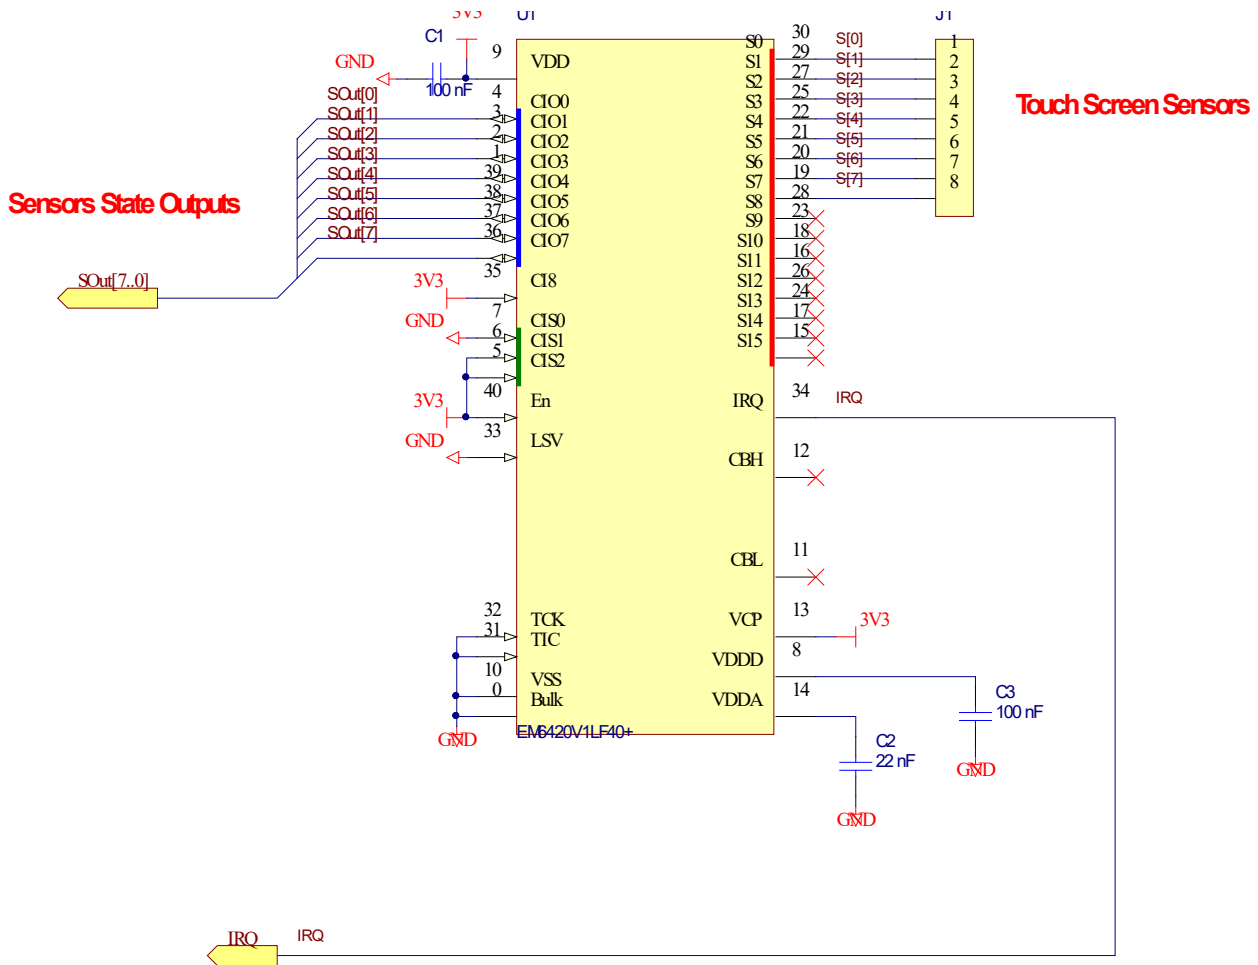 3V3
U1
J1
C1
GND
100 nF
9
VDD
SOut[0]
SOut[1]
SOut[2]
SOut[3]
SOut[4]
SOut[5]
SOut[6]
SOut[7]
4
3
2
1
39
38
37
36
CIO0
CIO1
CIO2
CIO3
CIO4
CIO5
CIO6
CIO7
Sensors State Outputs
SOut[7..0]
35
CI8
3V3
7
CIS0
GND
6
CIS1
5
CIS2
40
En
3V3
33
LSV
GND
32
TCK
31
TIC
10
VSS
0
Bulk
GND
EM6420V1LF40+
S0
S1
S2
S3
S4
S5
S6
S7
S8
S9
S10
S11
S12
S13
S14
S15
30
29
27
25
22
21
20
19
28
23
18
16
26
24
17
15
S[0]
S[1]
S[2]
S[3]
S[4]
S[5]
S[6]
S[7]
1
2
3
4
5
6
7
8
Touch Screen Sensors
IRQ
34
IRQ
CBH
12
CBL
11
VCP
13
3V3
VDDD
8
VDDA
14
C3
100 nF
GND
C2
22 nF
GND
IRQ
IRQ